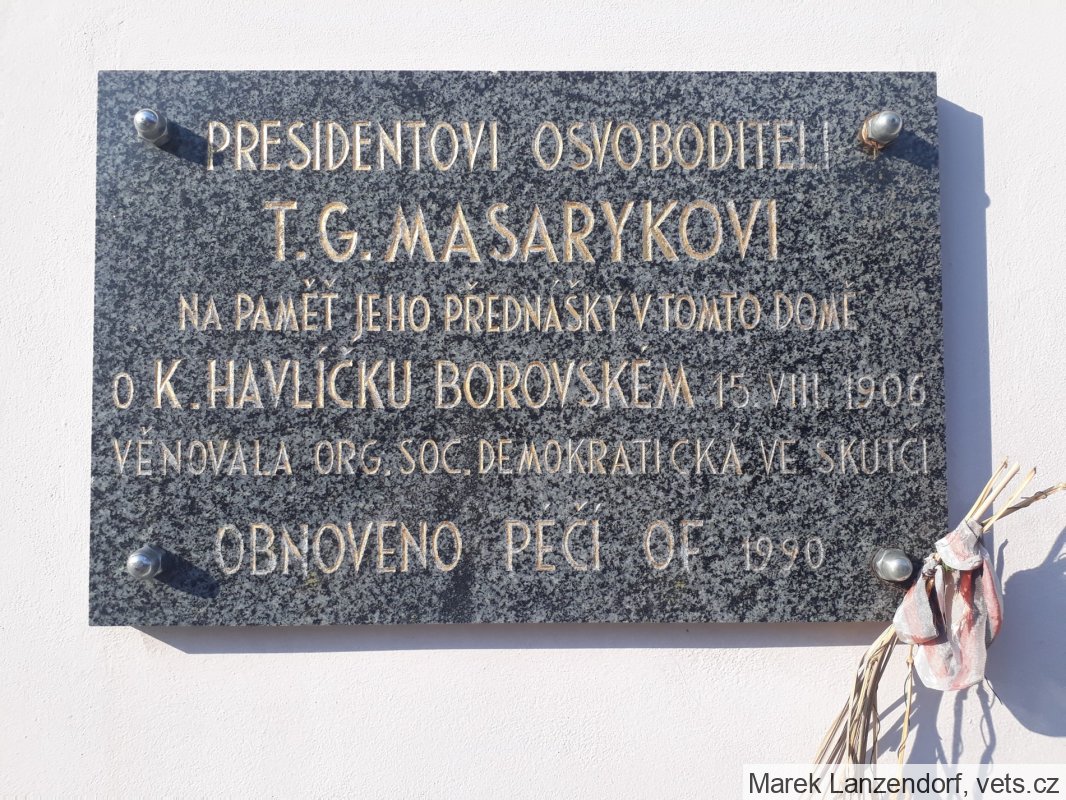 PRESIDENTOVI OSVOBODITELI
T. G. MASARYKOVI
NA PAMĚŤ JEHO PŘEDNÁŠKY V TOMTO DOMĚ
O K. HAVLÍČKU BOROVSKÉM 15. VIII. 1906
VĚNOVALA ORG. SOC. DEMOKRATICKÁ VE SKUTČI
OBNOVENO PÉČÍ OF 1990
Marek Lanzendorf, vets.cz